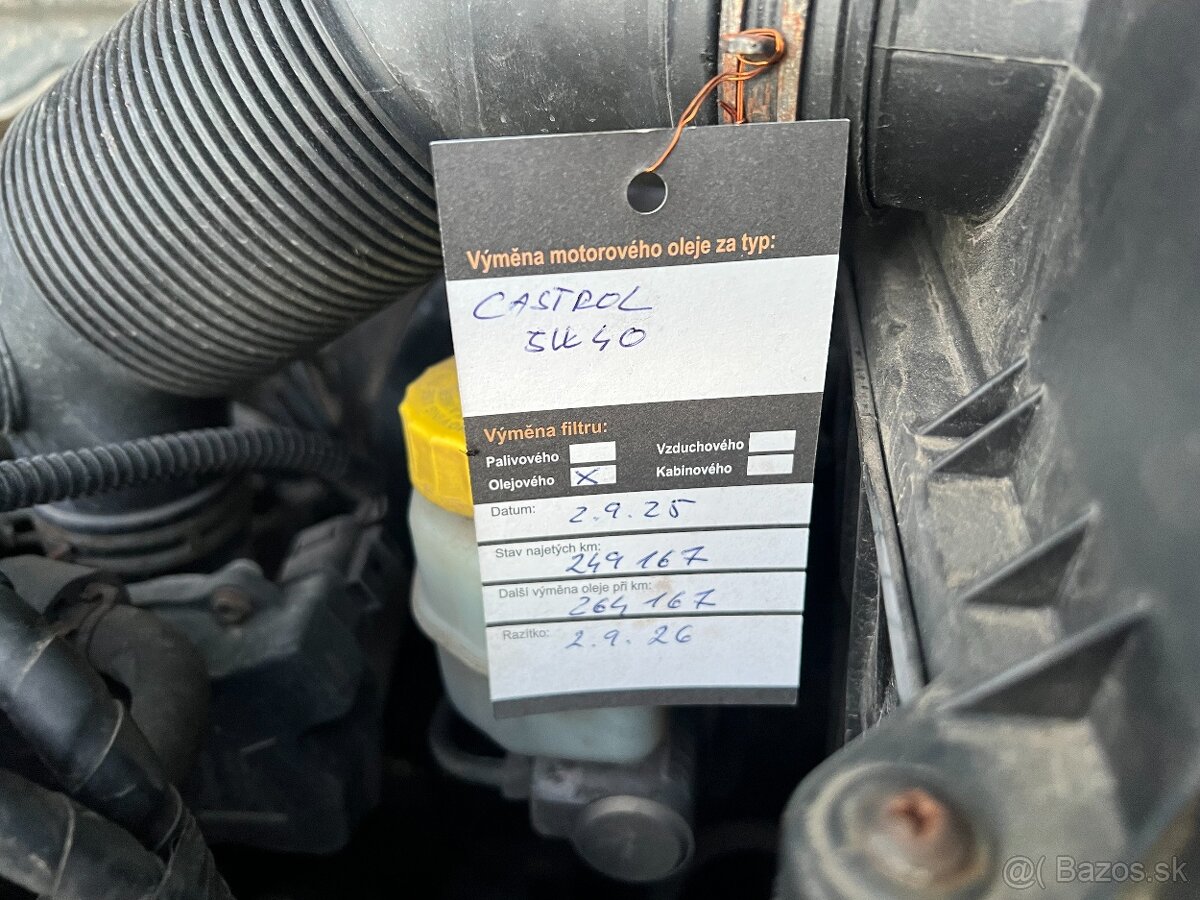 Výměna motorového oleje za typ:
CASTROL
5W40
Výměna filtru:
Palivového Vzduchového
Olejového X Kabinového
Datum: 2.9.25
Stav najetých km: 249 167
Další výměna oleje při km: 264 167
Razítko: 2.9.26
@( Bazos.sk